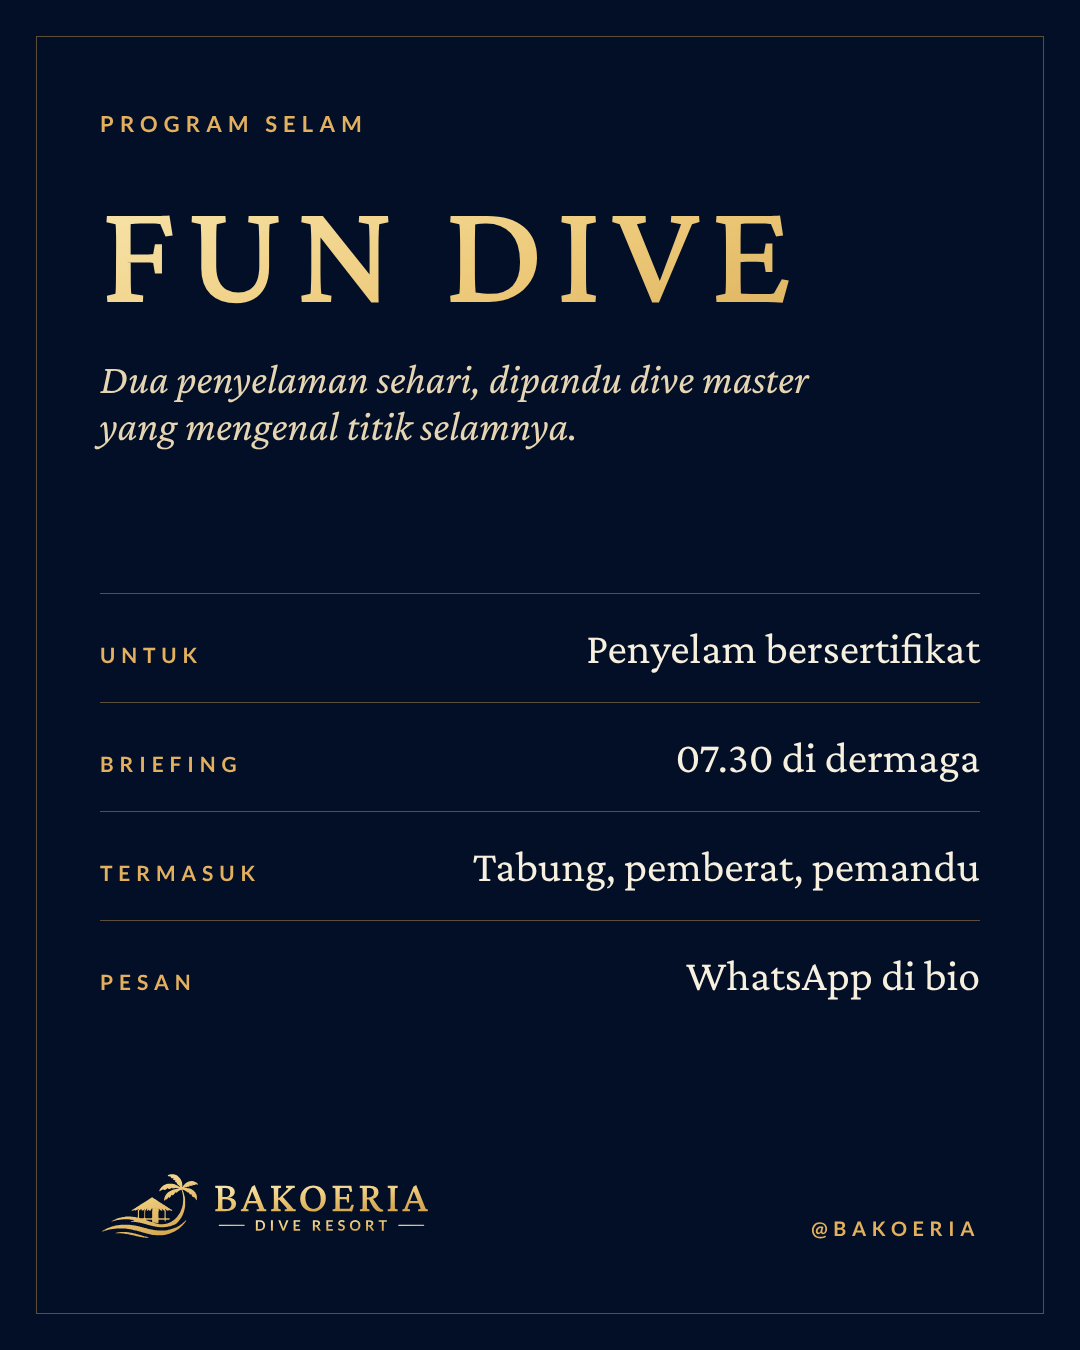 PROGRAM SELAM
FUN DIVE
Dua penyelaman sehari, dipandu dive master
yang mengenal titik selamnya.
UNTUK Penyelam bersertifikat
BRIEFING 07.30 di dermaga
TERMASUK Tabung, pemberat, pemandu
PESAN WhatsApp di bio
BAKOERIA
DIVE RESORT
@BAKOERIA